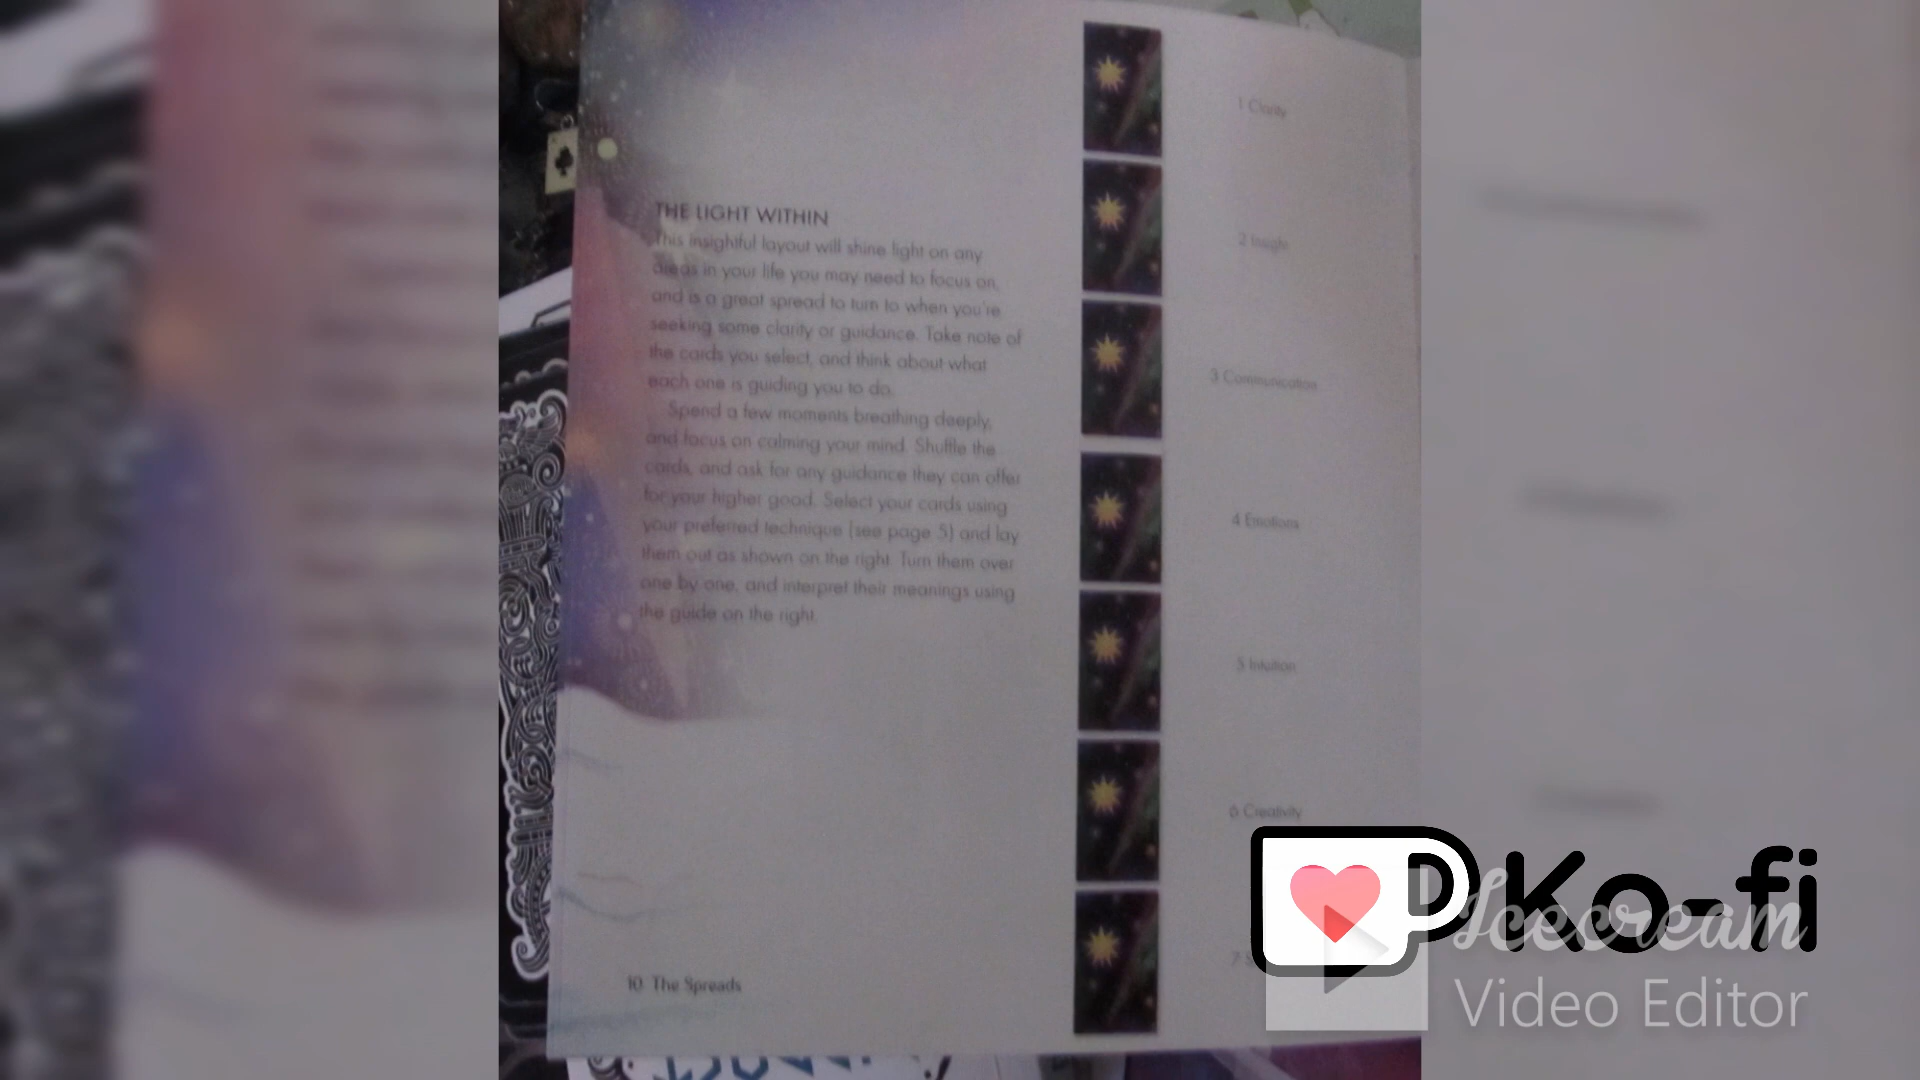 THE LIGHT WITHIN
This insightful layout will shine light on any
areas in your life you may need to focus on,
and is a great spread to turn to when you're
seeking some clarity or guidance. Take note of
the cards you select, and think about what
each one is guiding you to do.
Spend a few moments breathing deeply,
and focus on calming your mind. Shuffle the
cards, and ask for any guidance they can offer
for your higher good. Select your cards using
your preferred technique (see page 5) and lay
them out as shown on the right. Turn them over
one by one, and interpret their meanings using
the guide on the right.
10 The Spreads
1 Clarity
2 Insight
3 Communication
4 Emotions
5 Intuition
6 Creativity
7
Ko-fi
Icecream
Video Editor